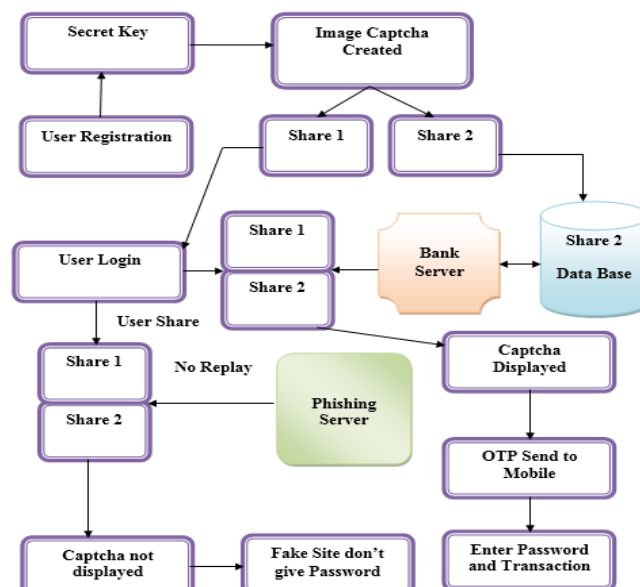 Secret Key
Image Captcha
Created
User Registration
Share 1
Share 2
Share 1
Share 2
User Login
Bank
Server
Share 2
Data Base
User Share
Share 1
Share 2
No Replay
Phishing
Server
Captcha
Displayed
OTP Send to
Mobile
Captcha not
displayed
Fake Site don't
give Password
Enter Password
and Transaction